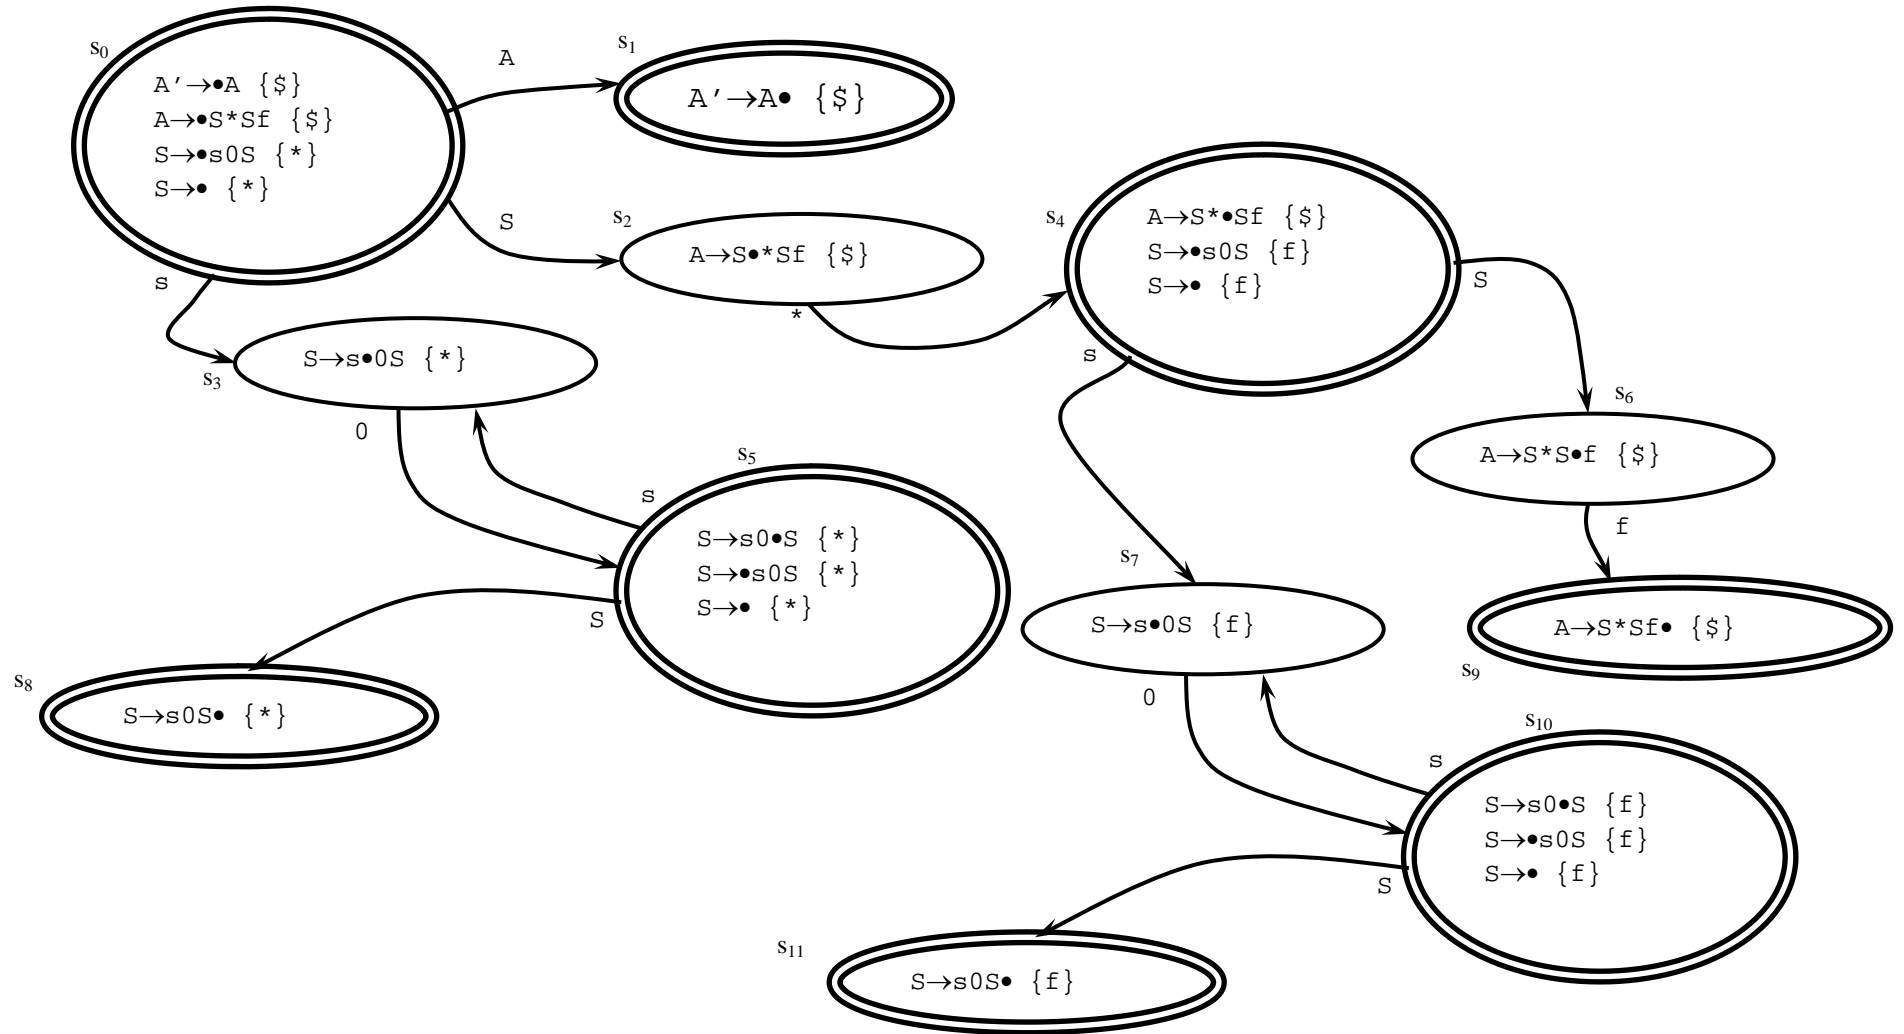 s₀
A'→•A {$}
A→•S*Sf {$}
S→•s0S {*}
S→• {*}
A
s₁
A'→A• {$}
S
s₂
A→S•*Sf {$}
*
s
s₃
S→s•0S {*}
0
s₄
A→S*•Sf {$}
S→•s0S {f}
S→• {f}
S
s
s₅
S→s0•S {*}
S→•s0S {*}
S→• {*}
s
S
s₆
A→S*S•f {$}
f
s₇
S→s•0S {f}
0
s₈
S→s0S• {*}
s₉
A→S*Sf• {$}
s₁₀
S→s0•S {f}
S→•s0S {f}
S→• {f}
s
S
s₁₁
S→s0S• {f}